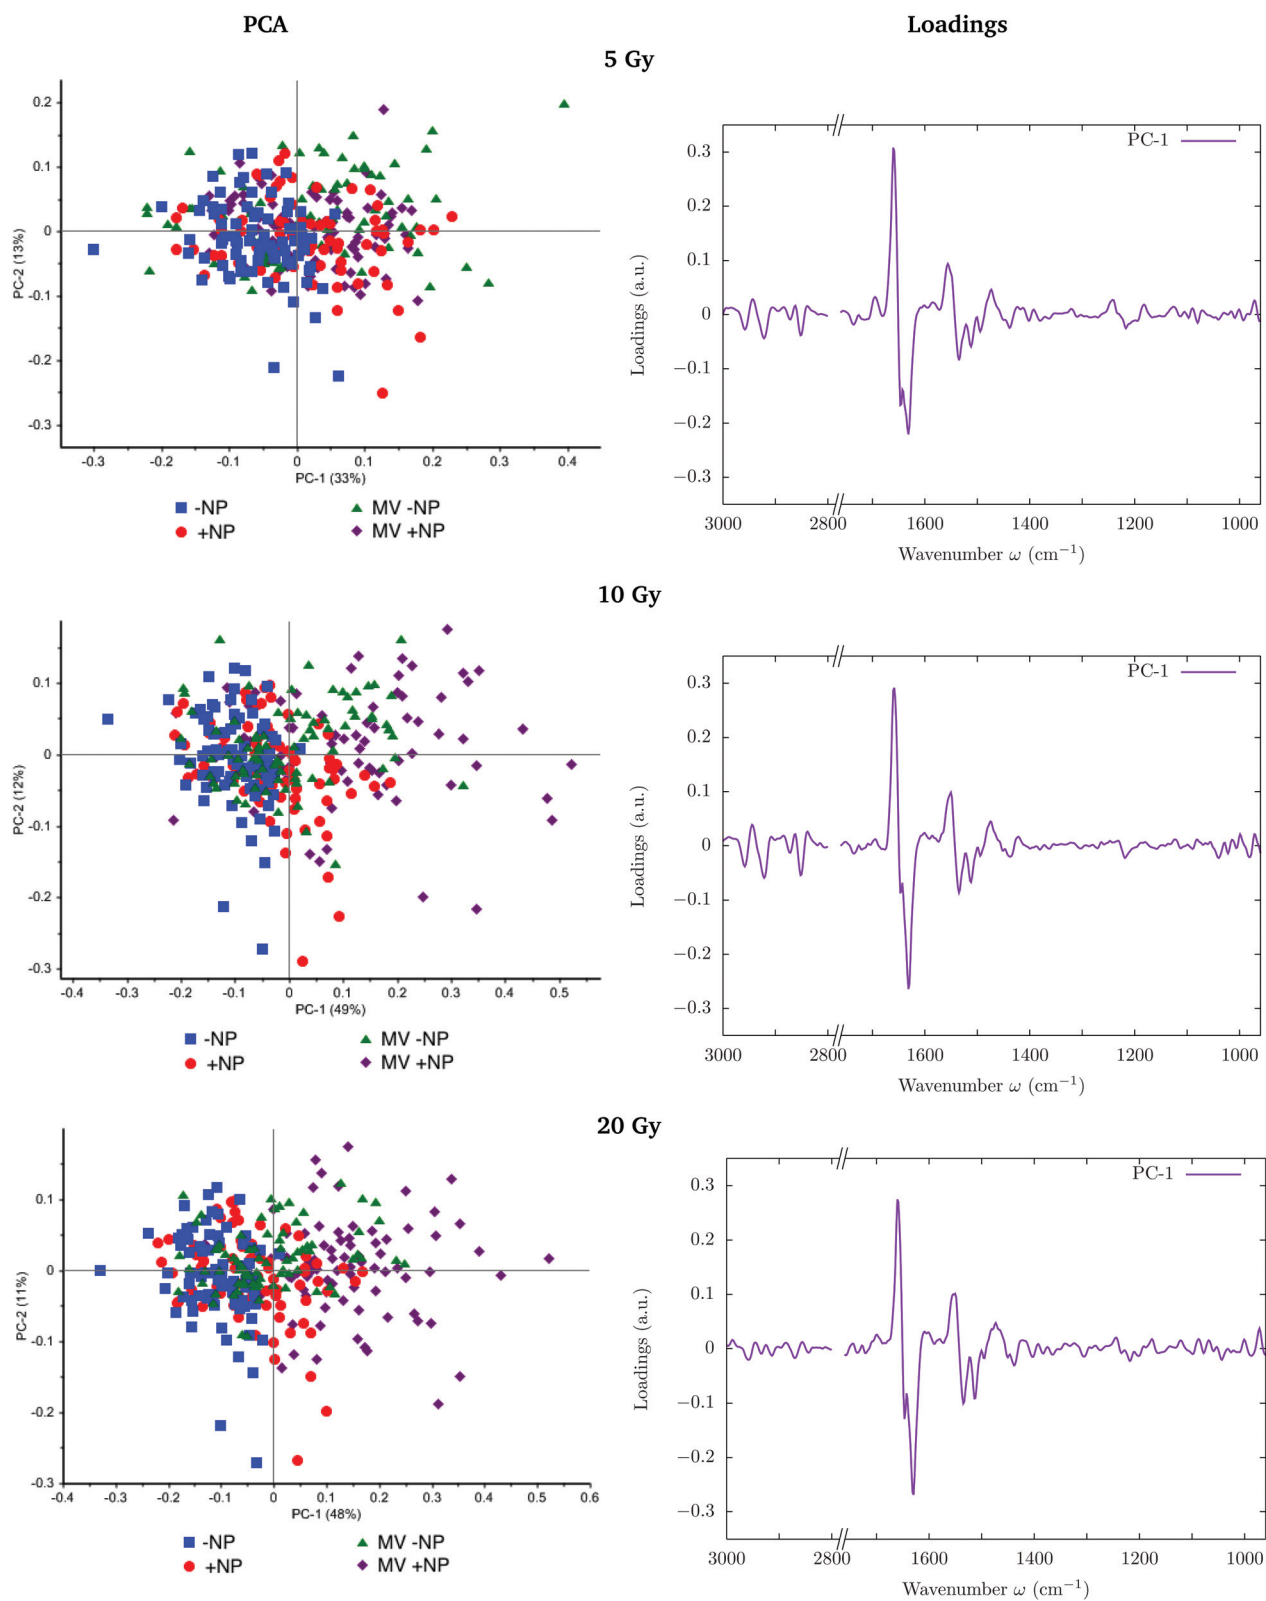 PCA
Loadings
5 Gy
0.2
0.1
0
-0.1
-0.2
-0.3
PC-2 (13%)
-0.3 -0.2 -0.1 0 0.1 0.2 0.3 0.4
PC-1 (33%)
-NP MV -NP
+NP MV +NP
PC-1
0.3
0.2
0.1
0
−0.1
−0.2
−0.3
Loadings (a.u.)
3000 2800 1600 1400 1200 1000
Wavenumber ω (cm⁻¹)
10 Gy
0.1
0
-0.1
-0.2
-0.3
PC-2 (12%)
-0.4 -0.3 -0.2 -0.1 0 0.1 0.2 0.3 0.4 0.5
PC-1 (49%)
-NP MV -NP
+NP MV +NP
PC-1
0.3
0.2
0.1
0
−0.1
−0.2
−0.3
Loadings (a.u.)
3000 2800 1600 1400 1200 1000
Wavenumber ω (cm⁻¹)
20 Gy
0.1
0
-0.1
-0.2
-0.3
PC-2 (11%)
-0.4 -0.3 -0.2 -0.1 0 0.1 0.2 0.3 0.4 0.5 0.6
PC-1 (48%)
-NP MV -NP
+NP MV +NP
PC-1
0.3
0.2
0.1
0
−0.1
−0.2
−0.3
Loadings (a.u.)
3000 2800 1600 1400 1200 1000
Wavenumber ω (cm⁻¹)